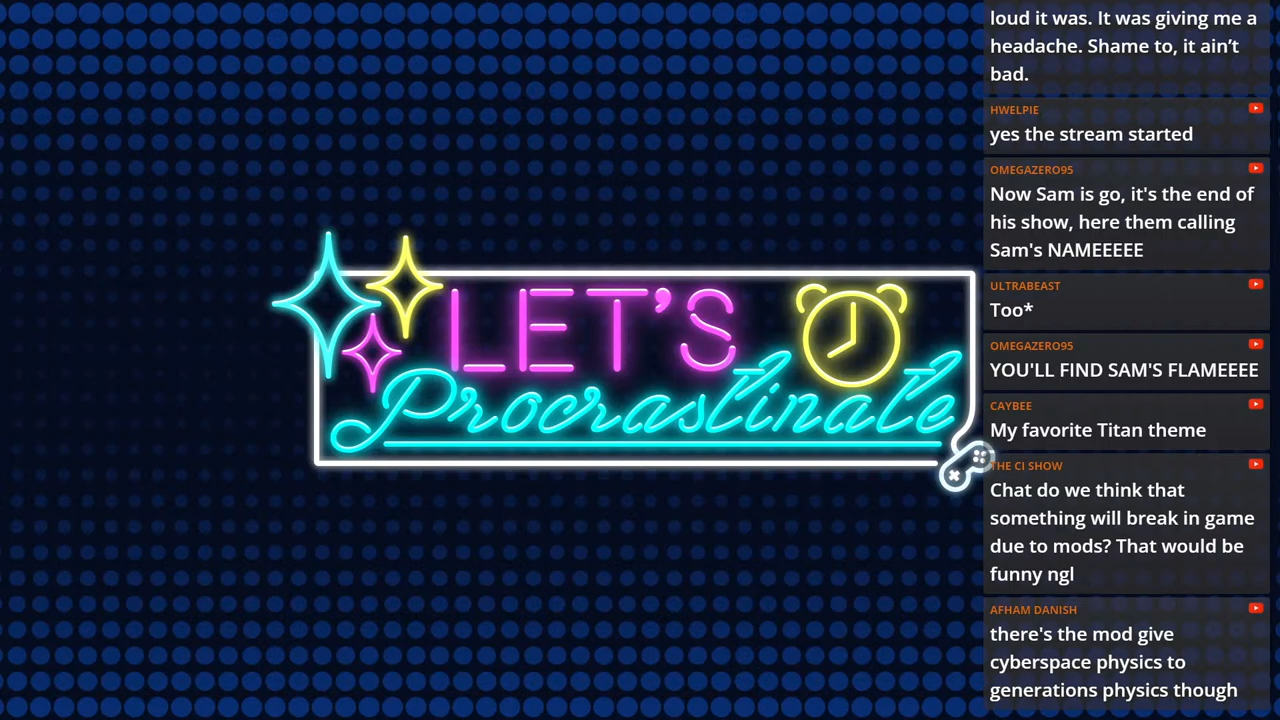 LET'S
Procrastinate
loud it was. It was giving me a
headache. Shame to, it ain’t
bad.
HWELPIE
yes the stream started
OMEGAZERO95
Now Sam is go, it's the end of
his show, here them calling
Sam's NAMEEEEE
ULTRABEAST
Too*
OMEGAZERO95
YOU'LL FIND SAM'S FLAMEEEE
CAYBEE
My favorite Titan theme
THE CI SHOW
Chat do we think that
something will break in game
due to mods? That would be
funny ngl
AFHAM DANISH
there's the mod give
cyberspace physics to
generations physics though